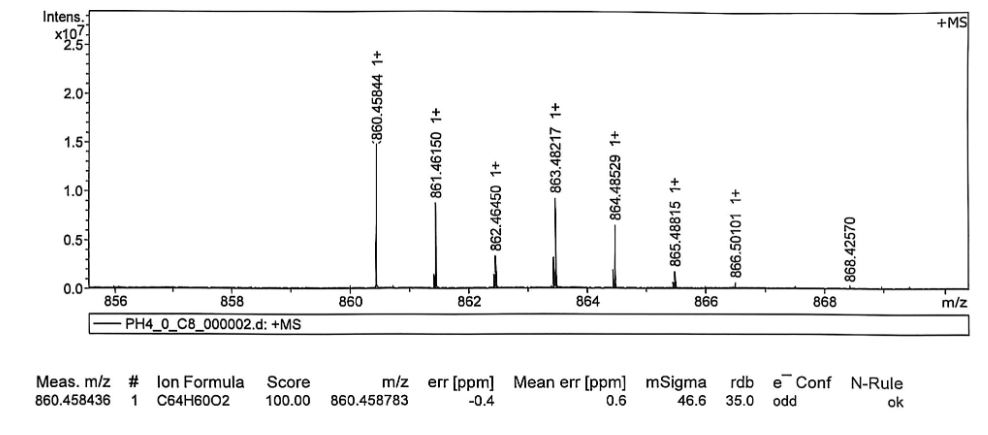 Intens.
x10⁷
+MS
2.5
2.0
1.5
1.0
0.5
0.0
860.45844 1+
861.46150 1+
862.46450 1+
863.48217 1+
864.48529 1+
865.48815 1+
866.50101 1+
868.42570
856 858 860 862 864 866 868 m/z
PH4_0_C8_000002.d: +MS
Meas. m/z # Ion Formula Score m/z err [ppm] Mean err [ppm] mSigma rdb e⁻ Conf N-Rule
860.458436 1 C64H60O2 100.00 860.458783 -0.4 0.6 46.6 35.0 odd ok